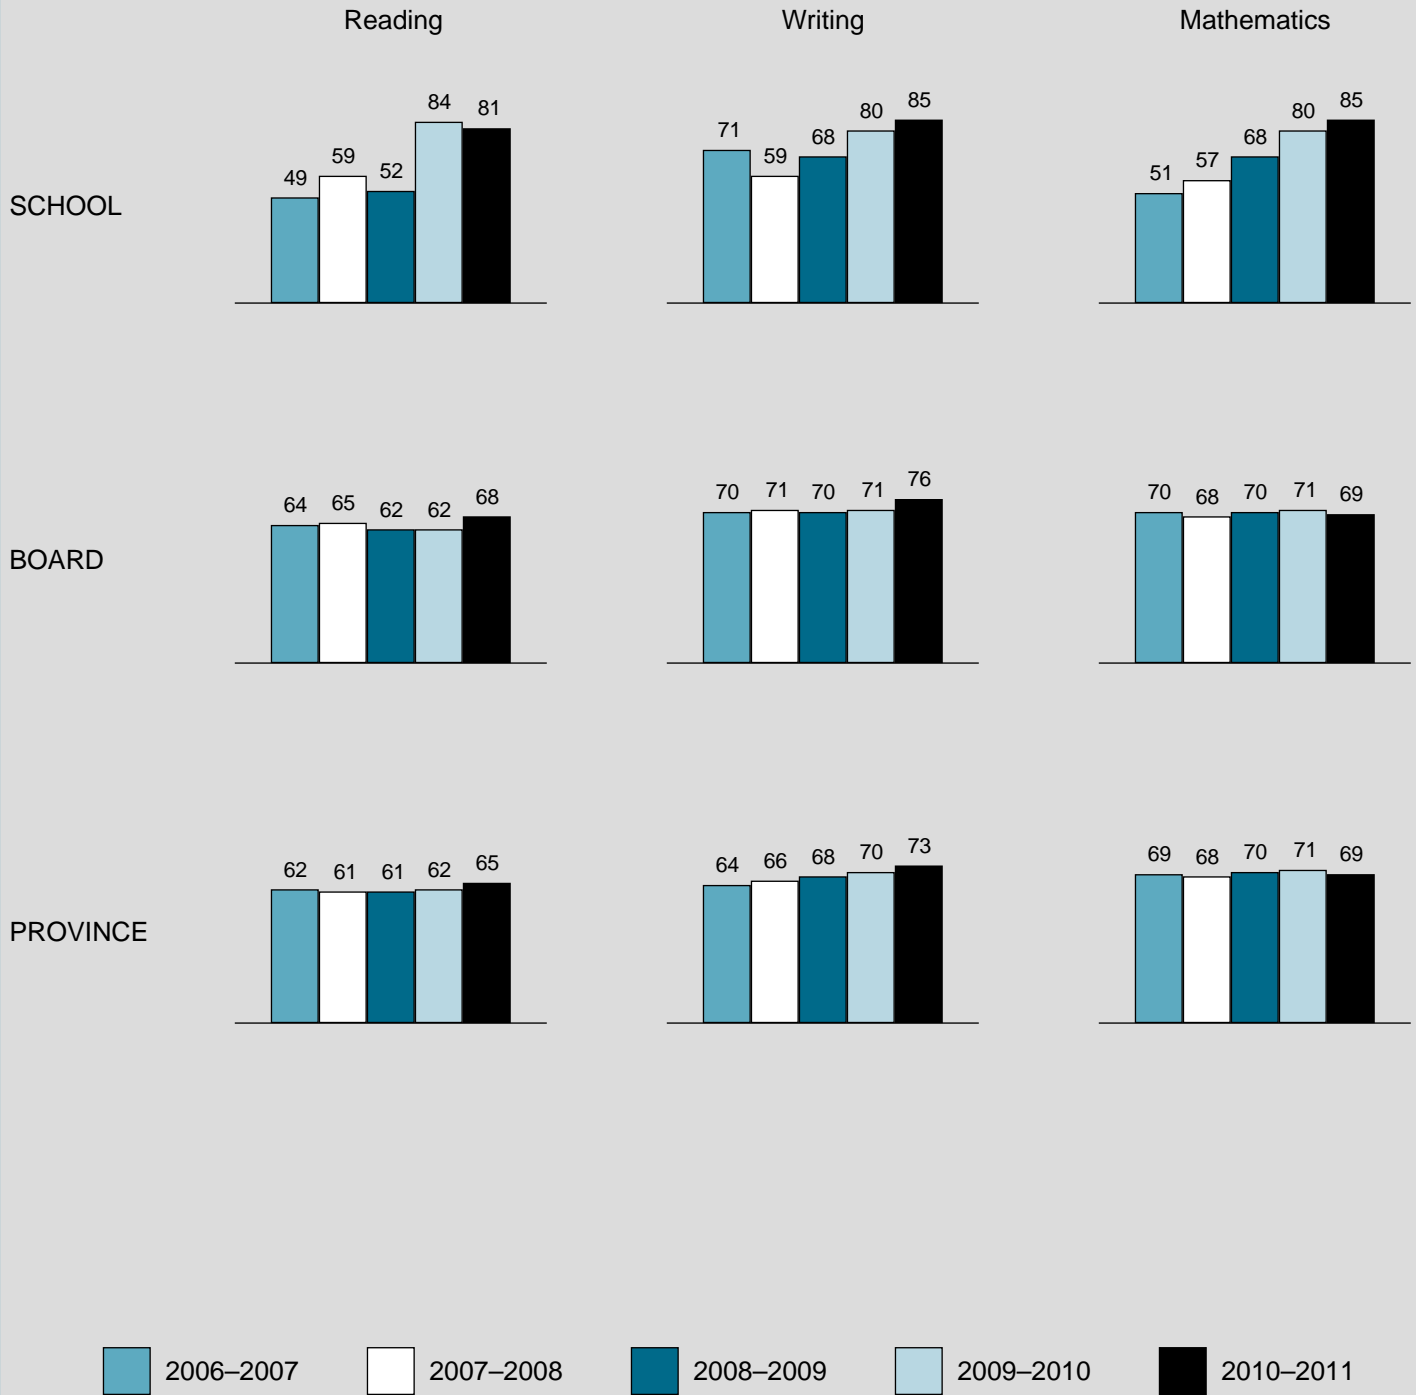 Reading Writing Mathematics
84 81
59
49 52
71 59 68 80 85
51 57 68 80 85
SCHOOL
64 65 62 62 68
70 71 70 71 76
70 68 70 71 69
BOARD
62 61 61 62 65
64 66 68 70 73
69 68 70 71 69
PROVINCE
2006–2007 2007–2008 2008–2009 2009–2010 2010–2011